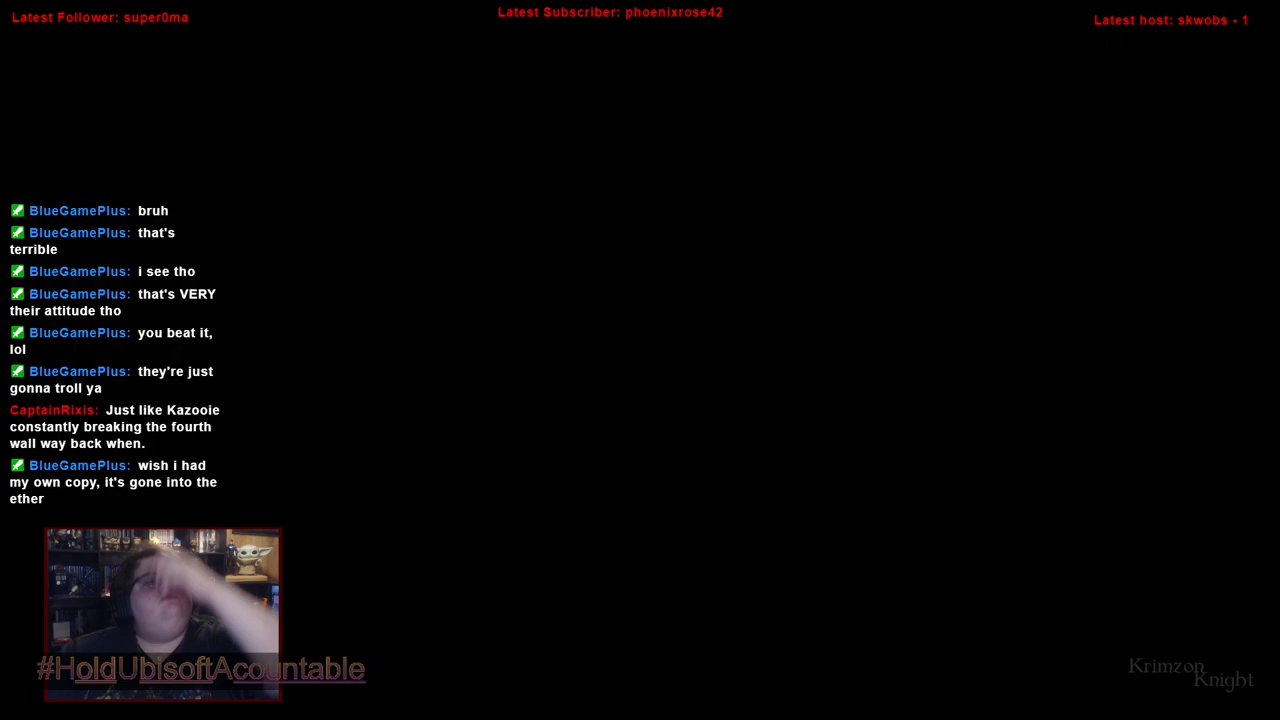 Latest Follower: super0ma
Latest Subscriber: phoenixrose42
Latest host: skwobs - 1
BlueGamePlus: bruh
BlueGamePlus: that's
terrible
BlueGamePlus: i see tho
BlueGamePlus: that's VERY
their attitude tho
BlueGamePlus: you beat it,
lol
BlueGamePlus: they're just
gonna troll ya
CaptainRixis: Just like Kazooie
constantly breaking the fourth
wall way back when.
BlueGamePlus: wish i had
my own copy, it's gone into the
ether
#HoldUbisoftAcountable
Krimzon
Knight